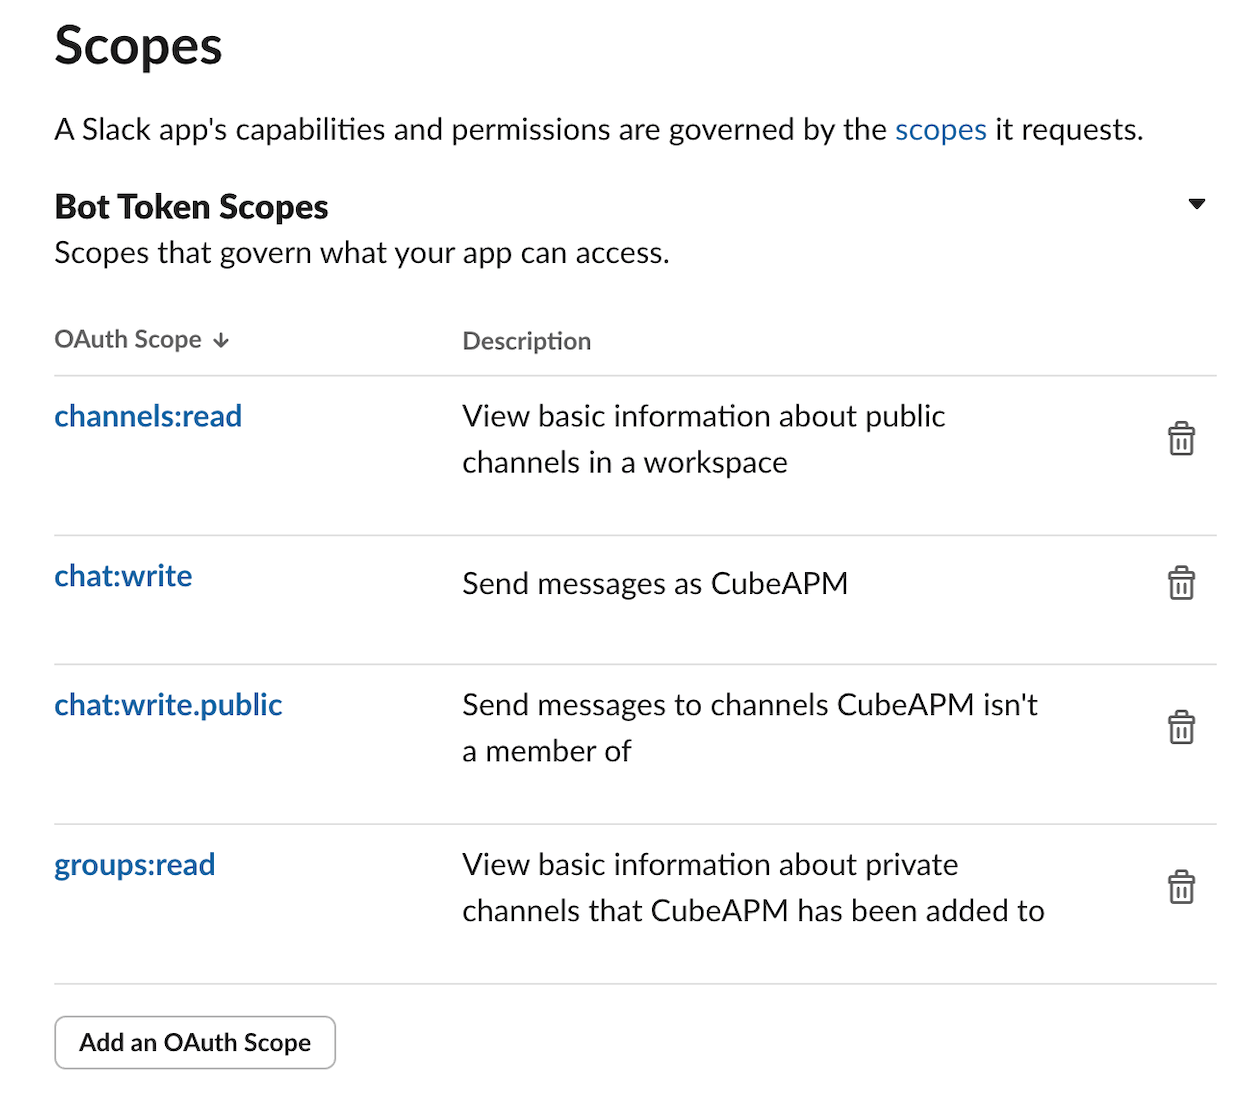 Scopes
A Slack app's capabilities and permissions are governed by the scopes it requests.
Bot Token Scopes
Scopes that govern what your app can access.
OAuth Scope ↓ Description
channels:read View basic information about public
channels in a workspace
chat:write Send messages as CubeAPM
chat:write.public Send messages to channels CubeAPM isn't
a member of
groups:read View basic information about private
channels that CubeAPM has been added to
Add an OAuth Scope